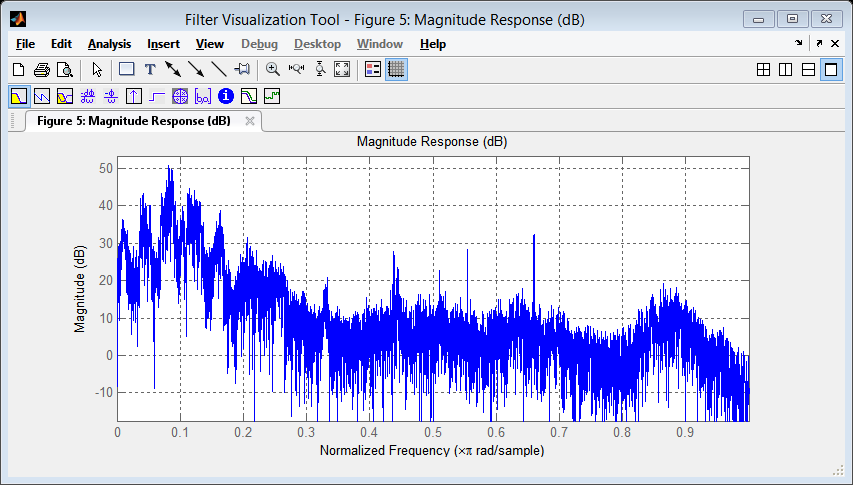 Filter Visualization Tool - Figure 5: Magnitude Response (dB)
File Edit Analysis Insert View Debug Desktop Window Help
Figure 5: Magnitude Response (dB)
Magnitude Response (dB)
Magnitude (dB)
50
40
30
20
10
0
-10
0 0.1 0.2 0.3 0.4 0.5 0.6 0.7 0.8 0.9
Normalized Frequency (×π rad/sample)